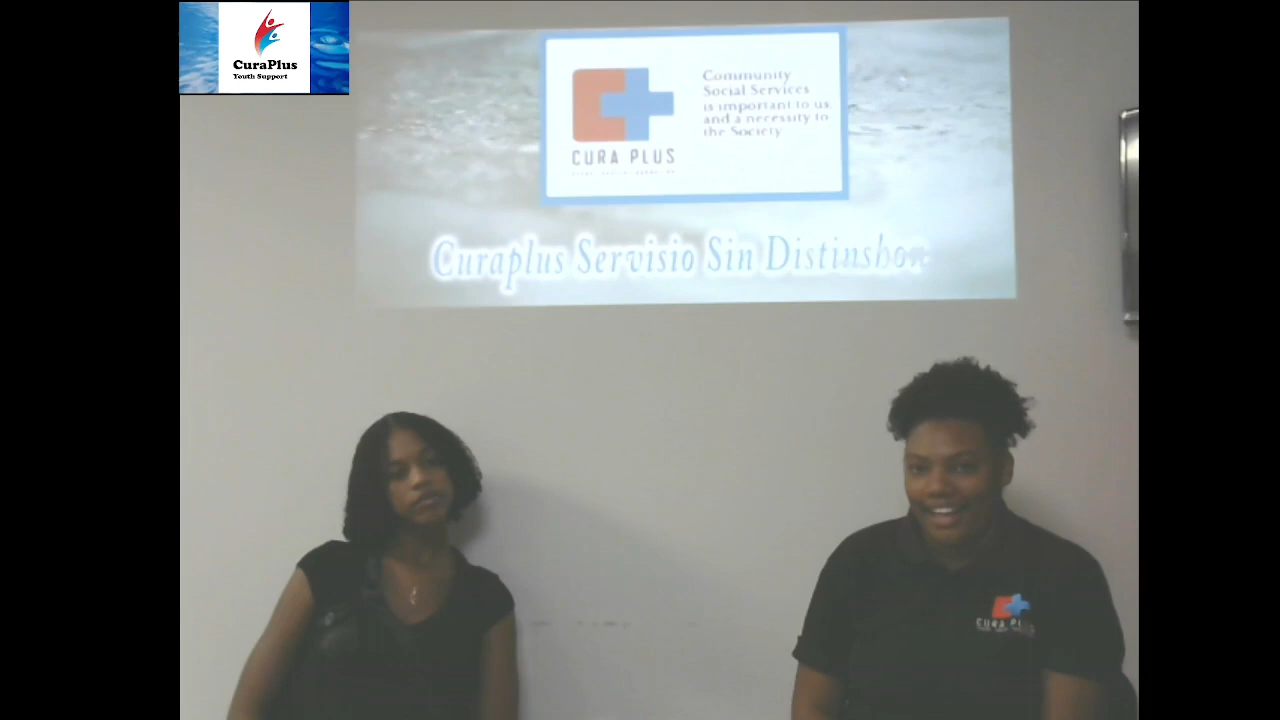 CuraPlus
Youth Support
Community
Social Services
is important to us
and a necessity to
the Society
CURA PLUS
Curaplus Servisio Sin Distinshon
CURA PLUS